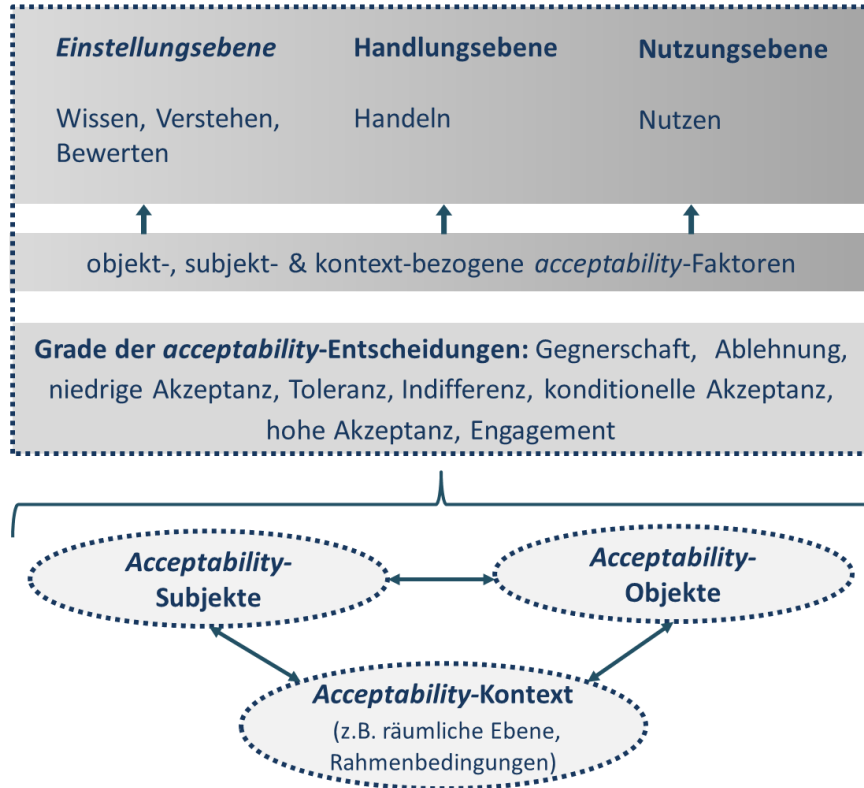 Einstellungsebene
Wissen, Verstehen,
Bewerten
Handlungsebene
Handeln
Nutzungsebene
Nutzen
objekt-, subjekt- & kontext-bezogene acceptability-Faktoren
Grade der acceptability-Entscheidungen: Gegnerschaft, Ablehnung,
niedrige Akzeptanz, Toleranz, Indifferenz, konditionelle Akzeptanz,
hohe Akzeptanz, Engagement
Acceptability-
Subjekte
Acceptability-
Objekte
Acceptability-Kontext
(z.B. räumliche Ebene,
Rahmenbedingungen)